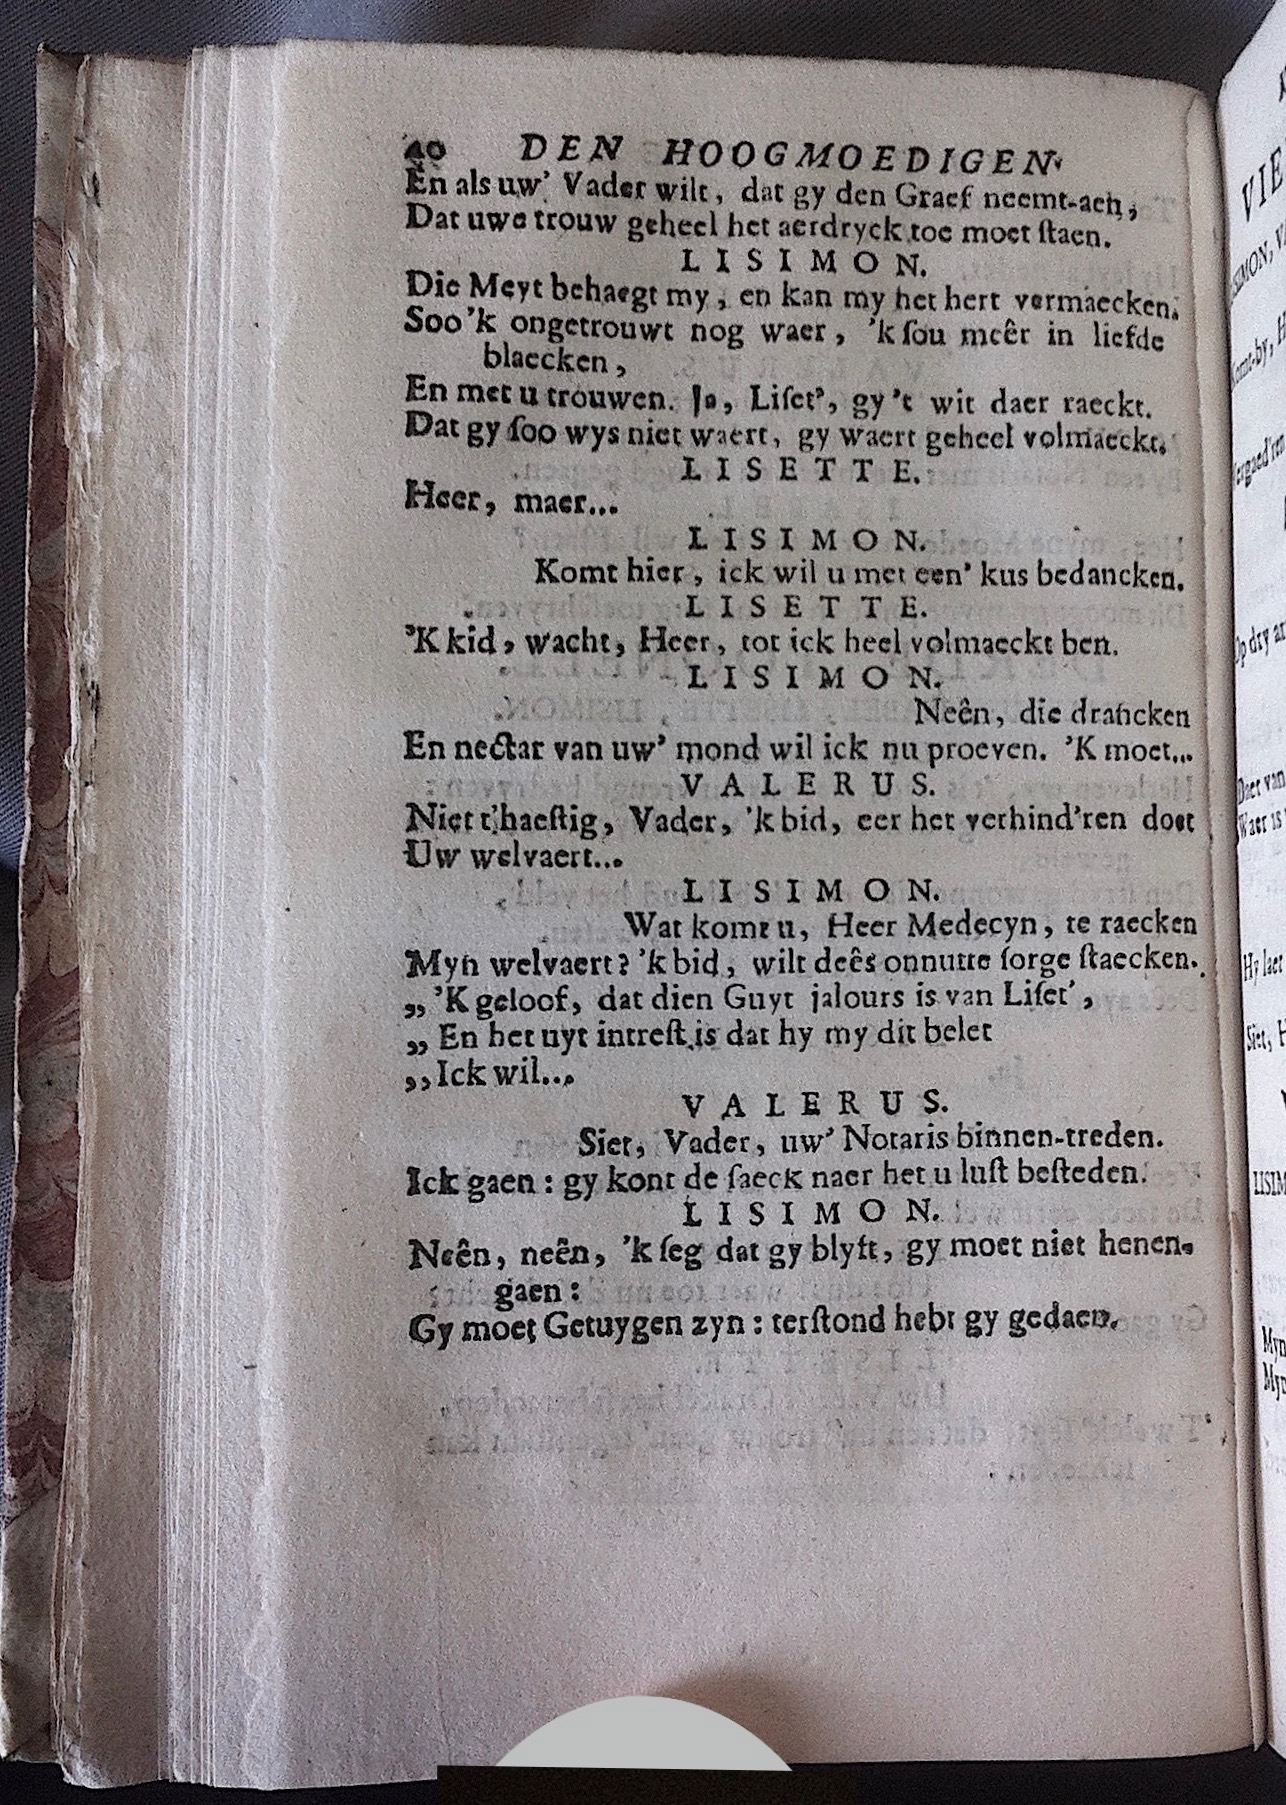 40 DEN HOOGMOEDIGEN
En als uw' Vader wilt, dat gy den Graef neemt-aen,
Dat uwe trouw geheel het aerdryck toe moet ſtaen.
LISIMON.
Die Meyt behaegt my, en kan my het hert vermaecken.
Soo 'k ongetrouwt nog waer, 'k ſou meêr in liefde
blaecken,
En met u trouwen. Ja, Liſet', gy 't wit daer raeckt.
Dat gy ſoo wys niet waert, gy waert geheel volmaeckt.
LISETTE.
Heer, maer...
LISIMON.
Komt hier, ick wil u met een' kus bedancken.
LISETTE.
'K kid, wacht, Heer, tot ick heel volmaeckt ben.
LISIMON.
Neên, die drancken
En nectar van uw' mond wil ick nu proeven. 'K moet...
VALERUS.
Niet t'haeſtig, Vader, 'k bid, eer het verhind'ren doet
Uw welvaert...
LISIMON.
Wat komt u, Heer Medecyn, te raecken
Myn welvaert? 'k bid, wilt deês onnutte ſorge ſtaecken.
„ 'K geloof, dat dien Guyt jalours is van Liſet',
„ En het uyt intreſt is dat hy my dit belet
„ Ick wil...
VALERUS.
Siet, Vader, uw' Notaris binnen-treden.
Ick gaen: gy kont de ſaeck naer het u luſt beſteden.
LISIMON.
Neên, neên, 'k ſeg dat gy blyft, gy moet niet henen-
gaen:
Gy moet Getuygen zyn: terſtond hebt gy gedaen.
VIE